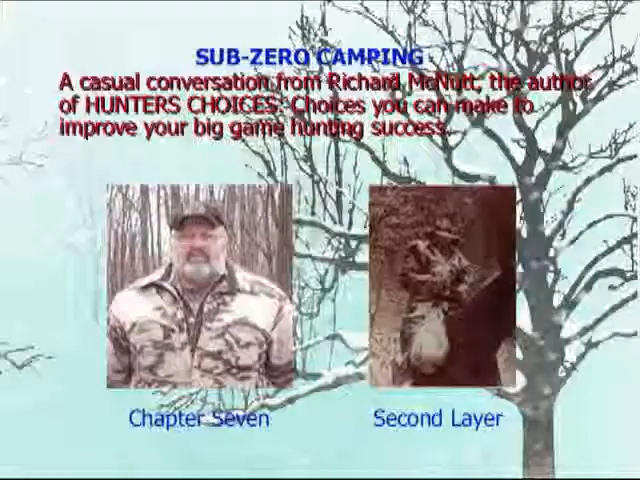 SUB-ZERO CAMPING
A casual conversation from Richard McNutt, the author
of HUNTERS CHOICES. Choices you can make to
improve your big game hunting success.
Chapter Seven
Second Layer